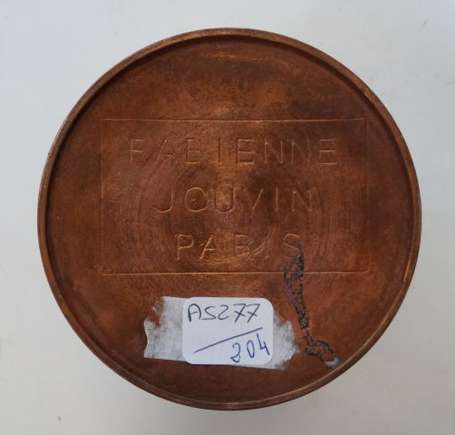 FABIENNE
JOUVIN
PARIS
AS277
204